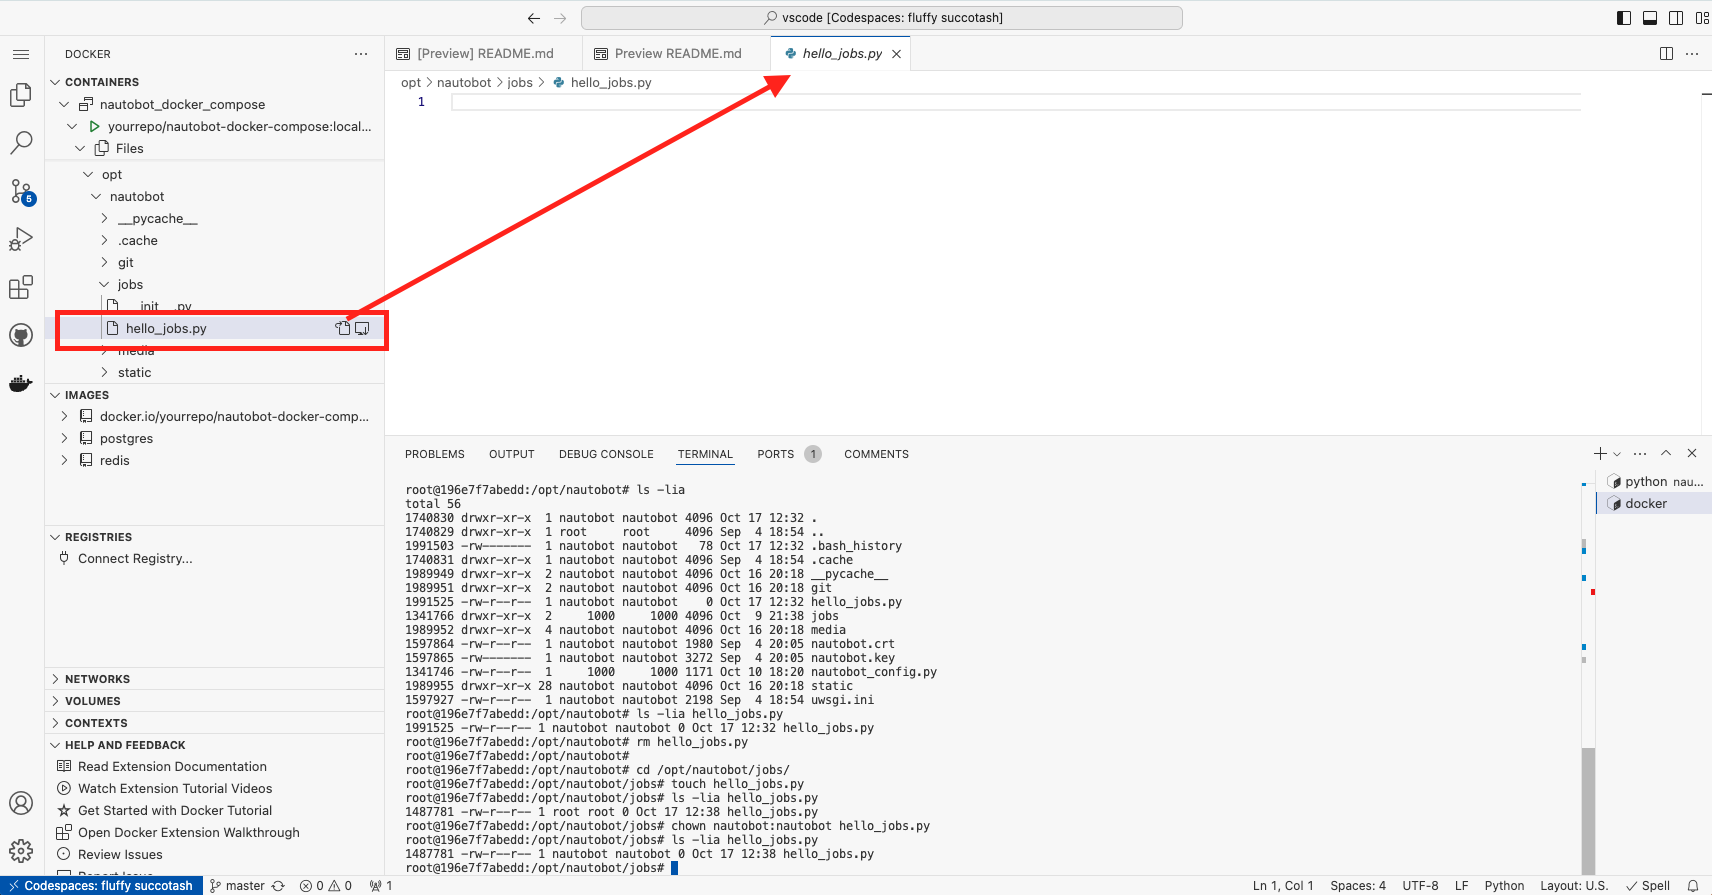 vscode [Codespaces: fluffy succotash]
DOCKER
[Preview] README.md
Preview README.md
hello_jobs.py
CONTAINERS
nautobot_docker_compose
yourrepo/nautobot-docker-compose:local...
Files
opt
nautobot
__pycache__
.cache
git
jobs
__init__.py
hello_jobs.py
media
static
IMAGES
docker.io/yourrepo/nautobot-docker-comp...
postgres
redis
REGISTRIES
Connect Registry...
NETWORKS
VOLUMES
CONTEXTS
HELP AND FEEDBACK
Read Extension Documentation
Watch Extension Tutorial Videos
Get Started with Docker Tutorial
Open Docker Extension Walkthrough
Review Issues
Report Issue
5
opt > nautobot > jobs > hello_jobs.py
1
PROBLEMS OUTPUT DEBUG CONSOLE TERMINAL PORTS 1 COMMENTS
root@196e7f7abedd:/opt/nautobot# ls -lia
total 56
1740830 drwxr-xr-x  1 nautobot nautobot 4096 Oct 17 12:32 .
1740829 drwxr-xr-x  1 root     root     4096 Sep  4 18:54 ..
1991503 -rw-------  1 nautobot nautobot   78 Oct 17 12:32 .bash_history
1740831 drwxr-xr-x  1 nautobot nautobot 4096 Sep  4 18:54 .cache
1989949 drwxr-xr-x  2 nautobot nautobot 4096 Oct 16 20:18 __pycache__
1989951 drwxr-xr-x  2 nautobot nautobot 4096 Oct 16 20:18 git
1991525 -rw-r--r--  1 nautobot nautobot    0 Oct 17 12:32 hello_jobs.py
1341766 drwxr-xr-x  2     1000     1000 4096 Oct  9 21:38 jobs
1989952 drwxr-xr-x  4 nautobot nautobot 4096 Oct 16 20:18 media
1597864 -rw-r--r--  1 nautobot nautobot 1980 Sep  4 20:05 nautobot.crt
1597865 -rw-------  1 nautobot nautobot 3272 Sep  4 20:05 nautobot.key
1341746 -rw-r--r--  1     1000     1000 1171 Oct 10 18:20 nautobot_config.py
1989955 drwxr-xr-x 28 nautobot nautobot 4096 Oct 16 20:18 static
1597927 -rw-r--r--  1 nautobot nautobot 2198 Sep  4 18:54 uwsgi.ini
root@196e7f7abedd:/opt/nautobot# ls -lia hello_jobs.py
1991525 -rw-r--r-- 1 nautobot nautobot 0 Oct 17 12:32 hello_jobs.py
root@196e7f7abedd:/opt/nautobot# rm hello_jobs.py
root@196e7f7abedd:/opt/nautobot#
root@196e7f7abedd:/opt/nautobot# cd /opt/nautobot/jobs/
root@196e7f7abedd:/opt/nautobot/jobs# touch hello_jobs.py
root@196e7f7abedd:/opt/nautobot/jobs# ls -lia hello_jobs.py
1487781 -rw-r--r-- 1 root root 0 Oct 17 12:38 hello_jobs.py
root@196e7f7abedd:/opt/nautobot/jobs# chown nautobot:nautobot hello_jobs.py
root@196e7f7abedd:/opt/nautobot/jobs# ls -lia hello_jobs.py
1487781 -rw-r--r-- 1 nautobot nautobot 0 Oct 17 12:38 hello_jobs.py
root@196e7f7abedd:/opt/nautobot/jobs#
python nau...
docker
Codespaces: fluffy succotash master 0 0 1 Ln 1, Col 1 Spaces: 4 UTF-8 LF Python Layout: U.S. Spell